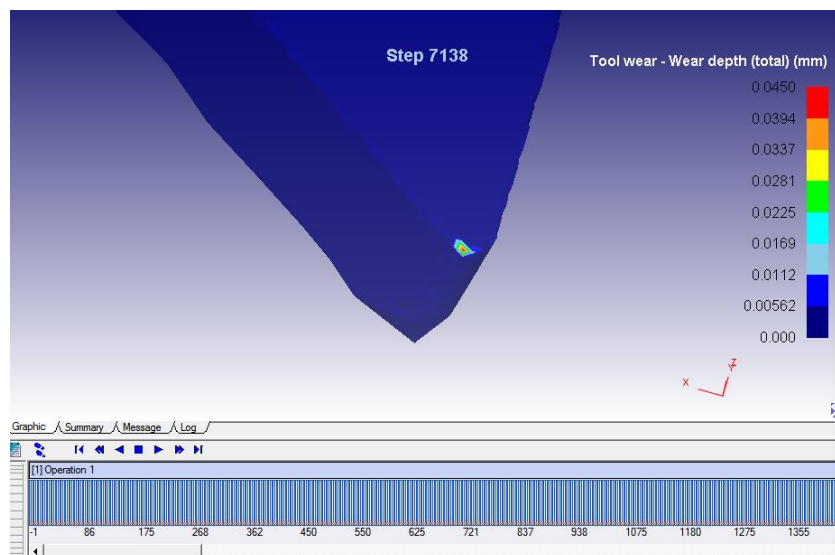 Step 7138
Tool wear - Wear depth (total) (mm)
0.0450
0.0394
0.0337
0.0281
0.0225
0.0169
0.0112
0.00562
0.000
X
Y
Z
Graphic Summary Message Log
[1] Operation 1
-1 86 175 268 362 450 550 625 721 837 938 1075 1180 1275 1355